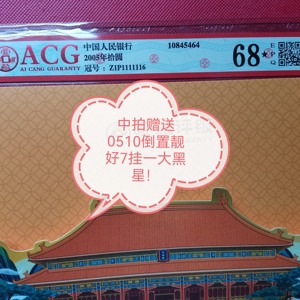 ACG
AI CANG GUARANTY
中国人民银行
2005年拾圆
冠号：Z1P1111116
10845464
68
E
P
Q
中拍赠送
0510倒置靓
好7挂一大黑
星！